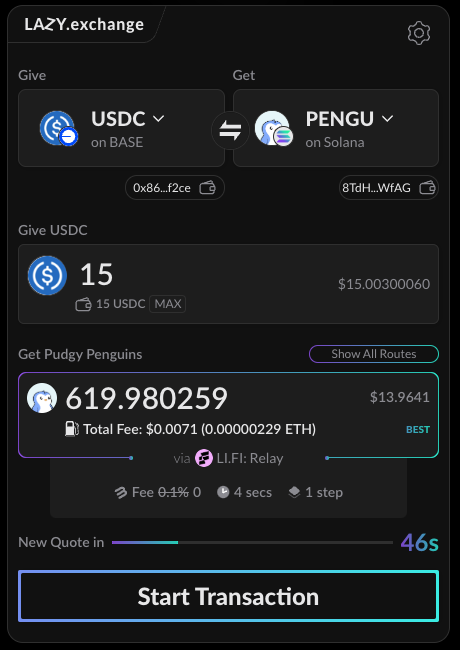 LAZY.exchange
Give
Get
USDC
on BASE
PENGU
on Solana
0x86...f2ce
8TdH...WfAG
Give USDC
15
$15.00300060
15 USDC MAX
Get Pudgy Penguins
Show All Routes
619.980259
$13.9641
Total Fee: $0.0071 (0.00000229 ETH)
BEST
via LI.FI: Relay
Fee 0.1% 0 4 secs 1 step
New Quote in
46s
Start Transaction